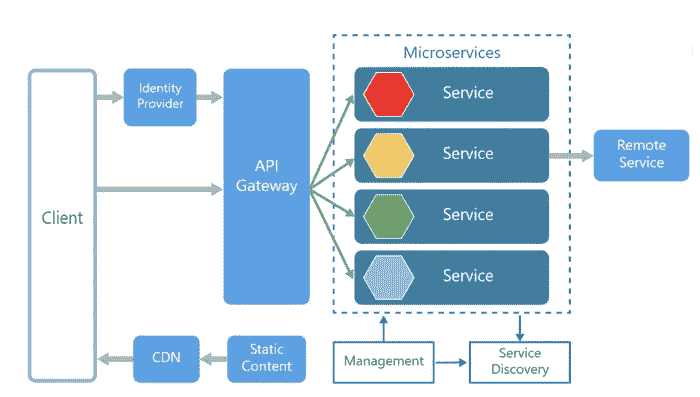 Microservices
Identity
Provider
Service
API
Gateway
Service
Remote
Service
Client
Service
Service
CDN
Static
Content
Management
Service
Discovery